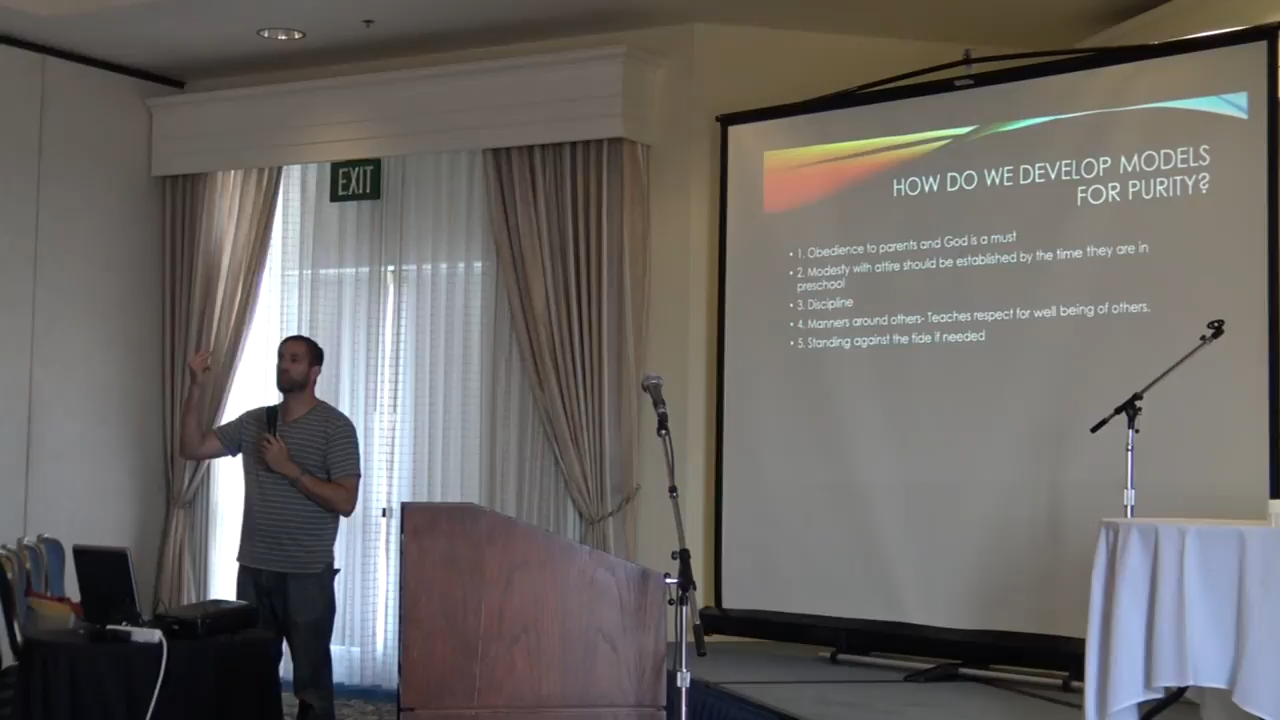 EXIT
HOW DO WE DEVELOP MODELS
FOR PURITY?
• 1. Obedience to parents and God is a must
• 2. Modesty with attire should be established by the time they are in
preschool
• 3. Discipline
• 4. Manners around others- Teaches respect for well being of others.
• 5. Standing against the tide if needed